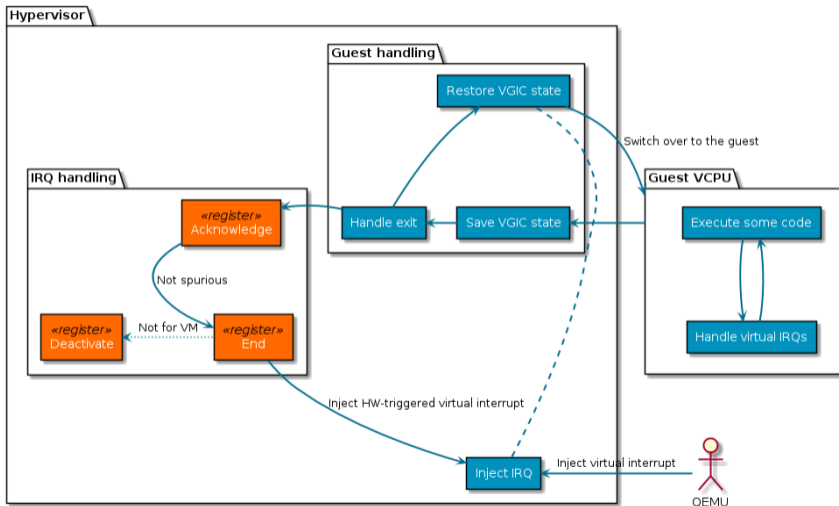 Hypervisor
Guest handling
Restore VGIC state
Switch over to the guest
IRQ handling
Guest VCPU
«register»
Acknowledge
Handle exit
Save VGIC state
Execute some code
Not spurious
«register»
Deactivate
Not for VM
«register»
End
Handle virtual IRQs
Inject HW-triggered virtual interrupt
Inject IRQ
Inject virtual interrupt
QEMU